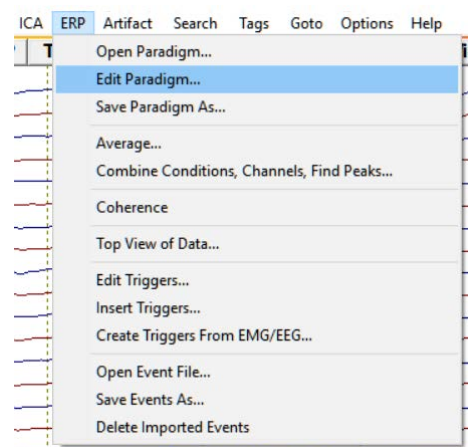 ICA ERP Artifact Search Tags Goto Options Help
T
Open Paradigm...
Edit Paradigm...
Save Paradigm As...
Average...
Combine Conditions, Channels, Find Peaks...
Coherence
Top View of Data...
Edit Triggers...
Insert Triggers...
Create Triggers From EMG/EEG...
Open Event File...
Save Events As...
Delete Imported Events